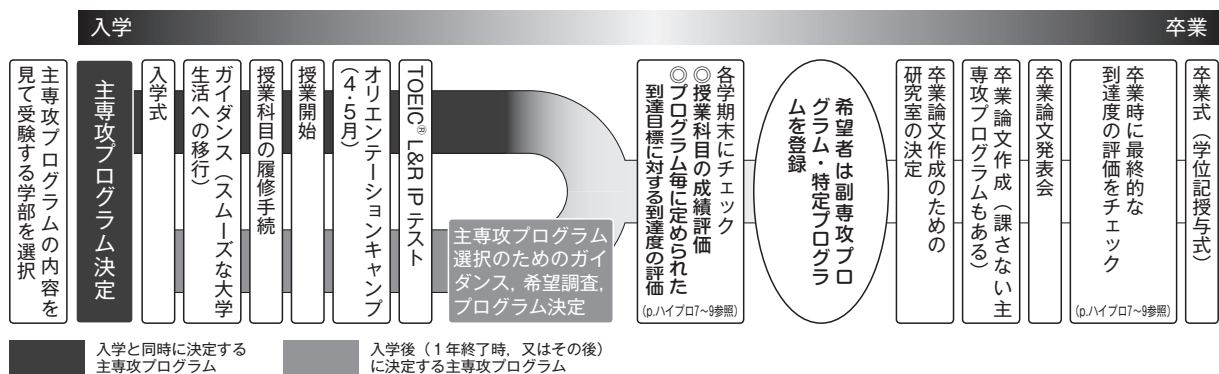 入学
卒業
主専攻プログラムの内容を
見て受験する学部を選択
主専攻プログラム決定
入学式
ガイダンス（スムーズな大学
生活への移行）
授業科目の履修手続
授業開始
オリエンテーションキャンプ
（4・5月）
TOEIC® L&R IP テスト
主専攻プログラム
選択のためのガイ
ダンス，希望調査，
プログラム決定
各学期末にチェック
◎授業科目の成績評価
◎プログラム毎に定められた
到達目標に対する到達度の評価
（p.ハイプロ7～9参照）
希望者は副専攻プロ
グラム・特定プログラ
ムを登録
卒業論文作成のための
研究室の決定
卒業論文作成（課さない主
専攻プログラムもある）
卒業論文発表会
卒業時に最終的な
到達度の評価をチェック
（p.ハイプロ7～9参照）
卒業式（学位記授与式）
入学と同時に決定する
主専攻プログラム
入学後（1年終了時，又はその後）
に決定する主専攻プログラム